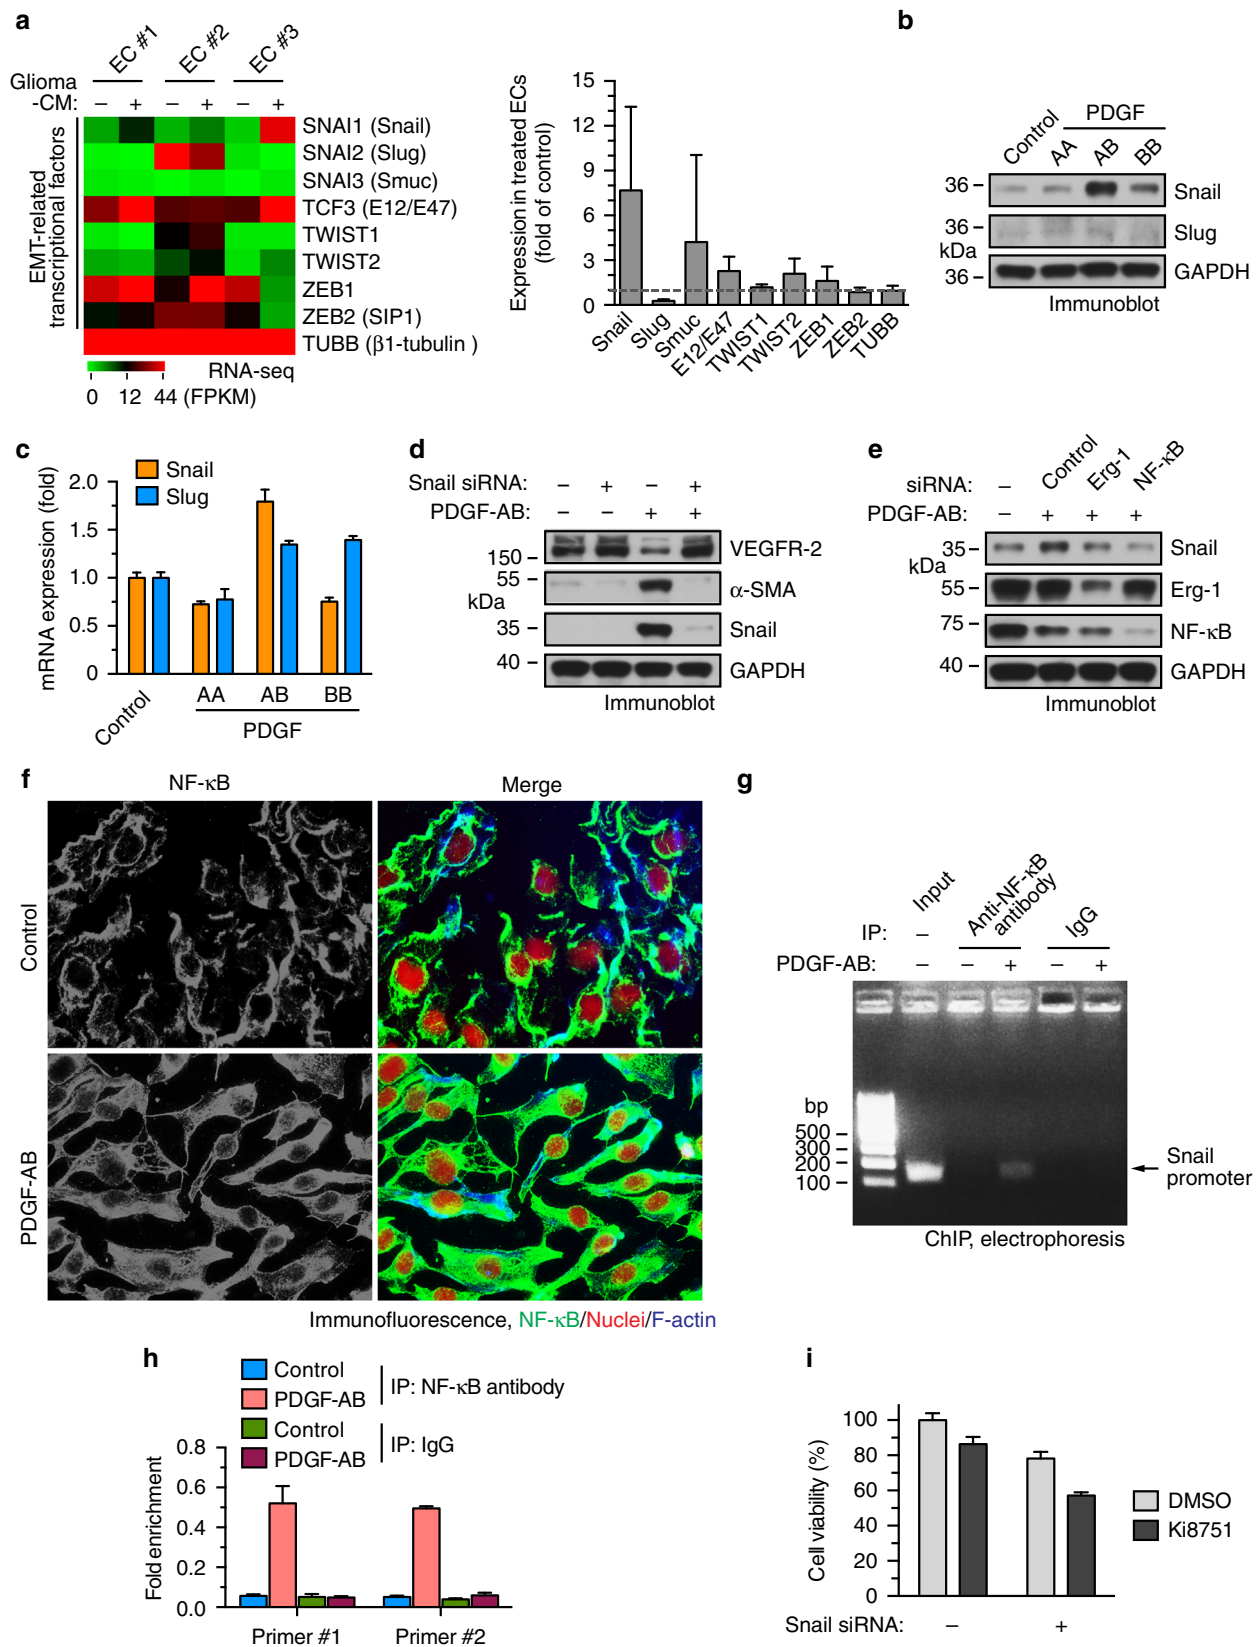 a
EC #1
EC #2
EC #3
Glioma
-CM:
– + – + – +
EMT-related
transcriptional factors
SNAI1 (Snail)
SNAI2 (Slug)
SNAI3 (Smuc)
TCF3 (E12/E47)
TWIST1
TWIST2
ZEB1
ZEB2 (SIP1)
TUBB (β1-tubulin )
RNA-seq
0 12 44 (FPKM)
Expression in treated ECs
(fold of control)
15
12
9
6
3
0
Snail
Slug
Smuc
E12/E47
TWIST1
TWIST2
ZEB1
ZEB2
TUBB
b
PDGF
Control
AA
AB
BB
36
Snail
36
Slug
kDa
36
GAPDH
Immunoblot
c
Snail
Slug
mRNA expression (fold)
2.0
1.5
1.0
0.5
0
Control
AA
AB
BB
PDGF
d
Snail siRNA: – + – +
PDGF-AB: – – + +
150
VEGFR-2
55
α-SMA
kDa
35
Snail
40
GAPDH
Immunoblot
e
siRNA: –
Control
Erg-1
NF-κB
PDGF-AB: – + + +
35
Snail
kDa
55
Erg-1
75
NF-κB
40
GAPDH
Immunoblot
f
NF-κB
Merge
Control
PDGF-AB
Immunofluorescence, NF-κB/Nuclei/F-actin
g
Input
Anti-NF-κB
antibody
IgG
IP: –
PDGF-AB: – – + – +
bp
500
300
200
100
Snail
promoter
ChIP, electrophoresis
h
Control
PDGF-AB
IP: NF-κB antibody
Control
PDGF-AB
IP: IgG
Fold enrichment
0.8
0.6
0.4
0.2
0.0
Primer #1
Primer #2
i
Cell viability (%)
100
80
60
40
20
0
DMSO
Ki8751
Snail siRNA: – +